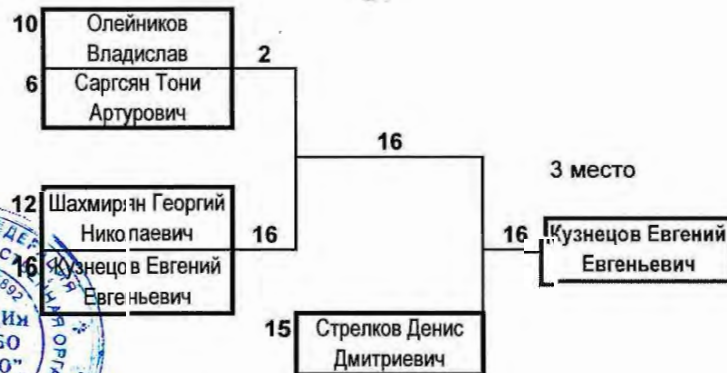 10
Олейников
Владислав
2
6
Саргсян Тони
Артурович
16
3 место
12
Шахмирян Георгий
Николаевич
16
16
Кузнецов Евгений
Евгеньевич
16
Кузнецов Евгений
Евгеньевич
15
Стрелков Денис
Дмитриевич